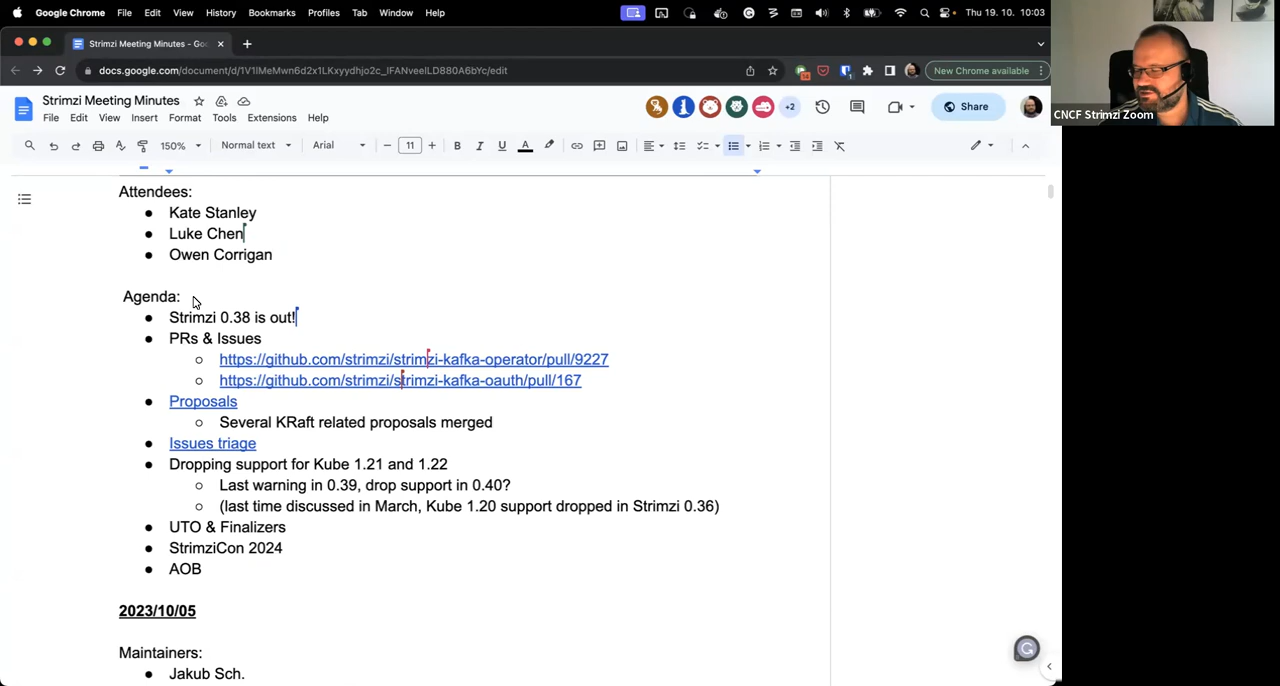 Chrome File Edit View History Bookmarks Profiles Tab Window Help Thu 19. 10. 10:03
Strimzi Meeting Minutes - Goo
docs.google.com/document/d/1V1lMeMwn6d2x1LKxyydhjo2c_lFANveelLD880A6bYc/edit New Chrome available
Strimzi Meeting Minutes
+2
Share
File Edit View Insert Format Tools Extensions Help
150% Normal text Arial 11 B I U A
CNCF Strimzi Zoom
Attendees:
● Kate Stanley
● Luke Chen
● Owen Corrigan
Agenda:
● Strimzi 0.38 is out!
● PRs & Issues
○ https://github.com/strimzi/strimzi-kafka-operator/pull/9227
○ https://github.com/strimzi/strimzi-kafka-oauth/pull/167
● Proposals
○ Several KRaft related proposals merged
● Issues triage
● Dropping support for Kube 1.21 and 1.22
○ Last warning in 0.39, drop support in 0.40?
○ (last time discussed in March, Kube 1.20 support dropped in Strimzi 0.36)
● UTO & Finalizers
● StrimziCon 2024
● AOB
2023/10/05
Maintainers:
● Jakub Sch.